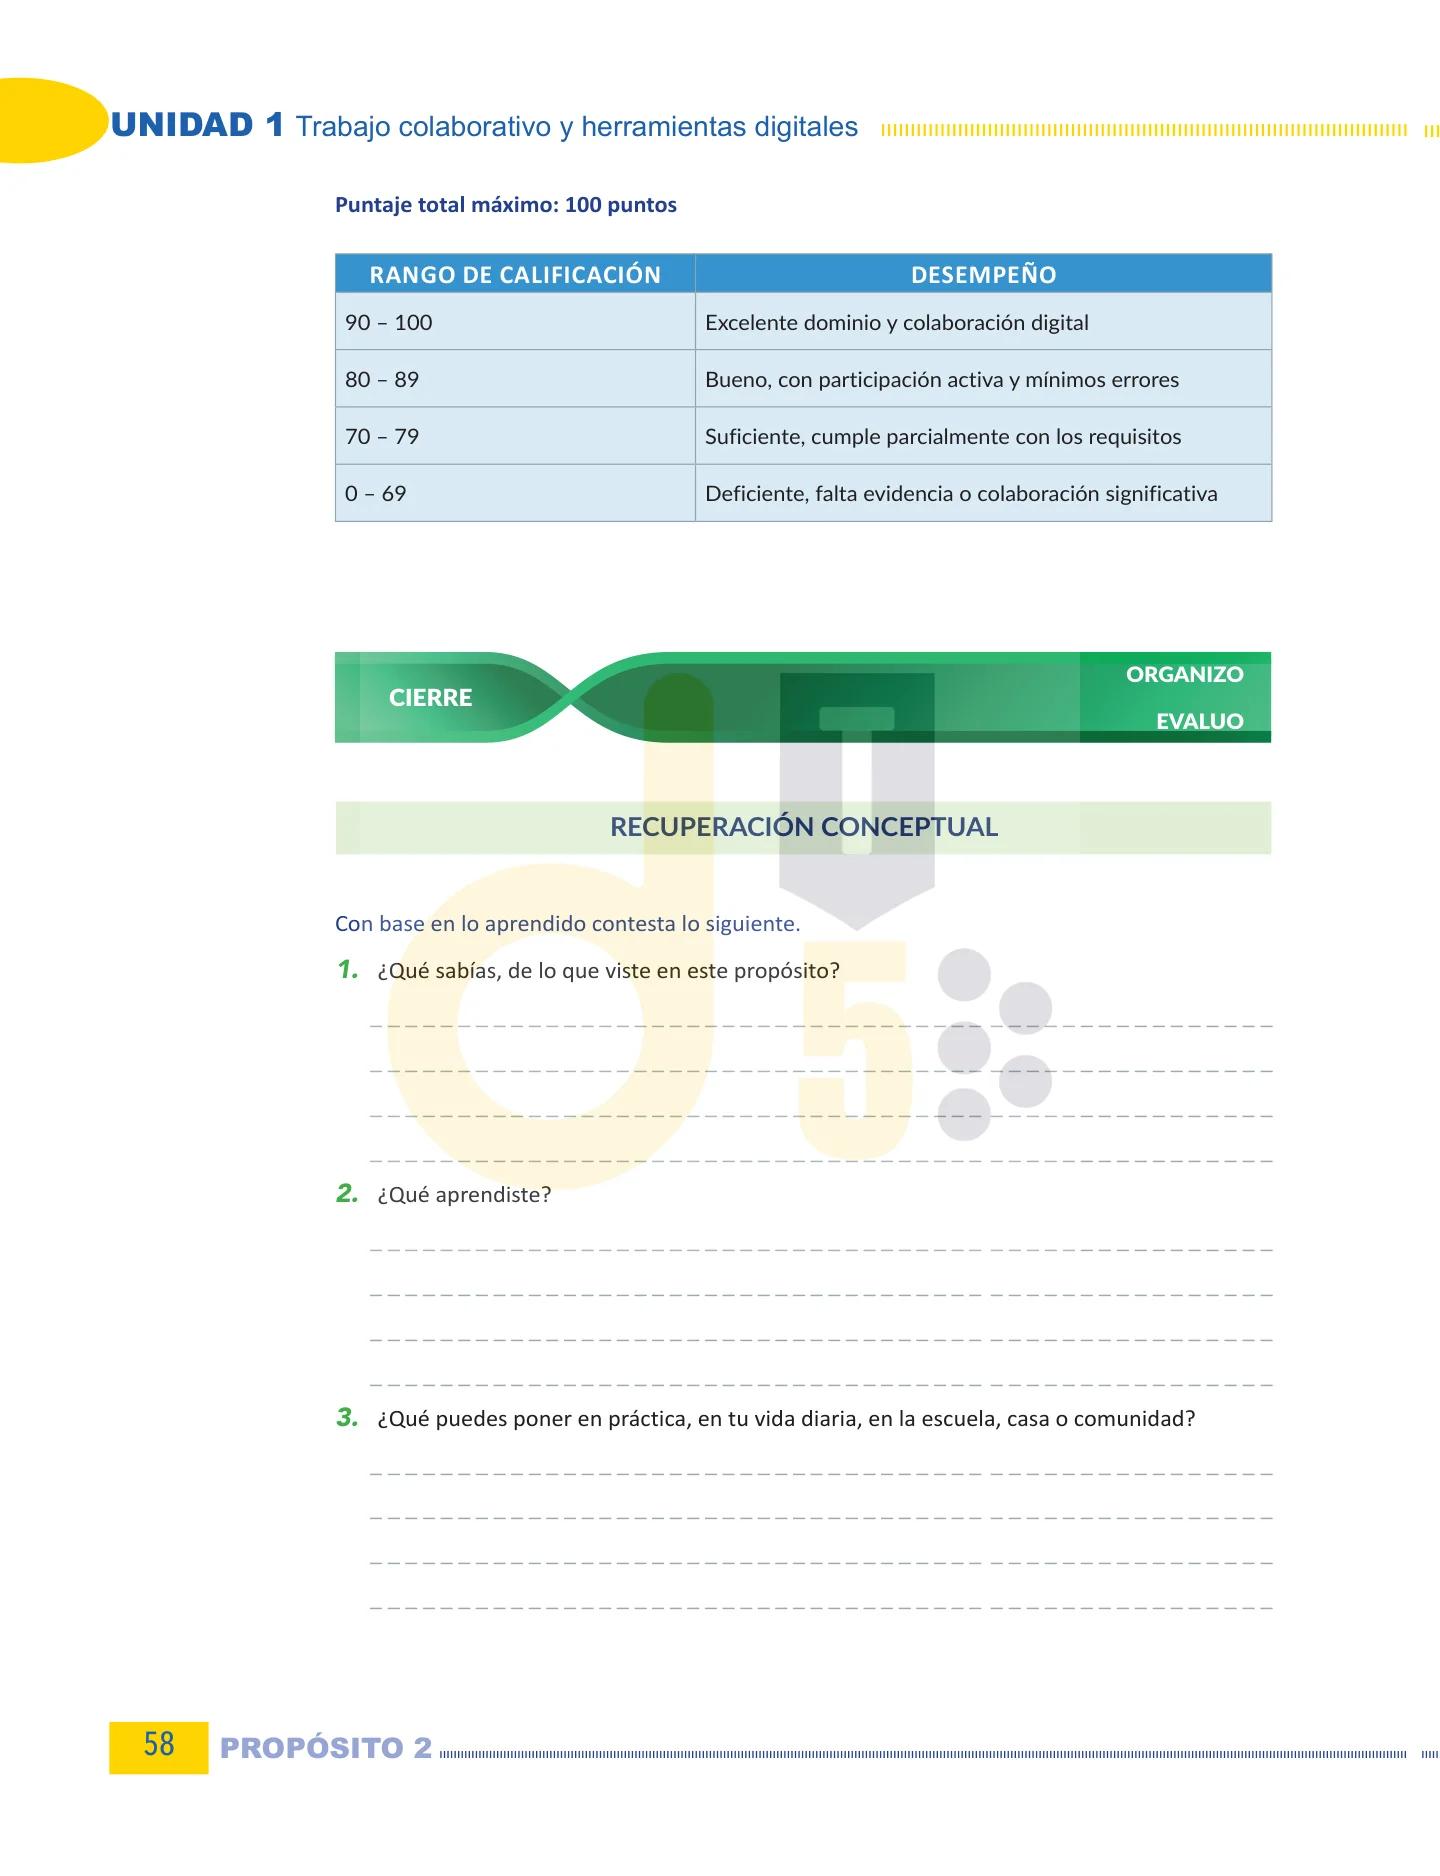 UNIDAD 1 Trabajo colaborativo y herramientas digitales
Puntaje total máximo: 100 puntos
RANGO DE CALIFICACIÓN DESEMPEÑO
90 – 100 Excelente dominio y colaboración digital
80 – 89 Bueno, con participación activa y mínimos errores
70 – 79 Suficiente, cumple parcialmente con los requisitos
0 – 69 Deficiente, falta evidencia o colaboración significativa
CIERRE
ORGANIZO
EVALUO
RECUPERACIÓN CONCEPTUAL
Con base en lo aprendido contesta lo siguiente.
1. ¿Qué sabías, de lo que viste en este propósito?
2. ¿Qué aprendiste?
3. ¿Qué puedes poner en práctica, en tu vida diaria, en la escuela, casa o comunidad?
d
5
58 PROPÓSITO 2